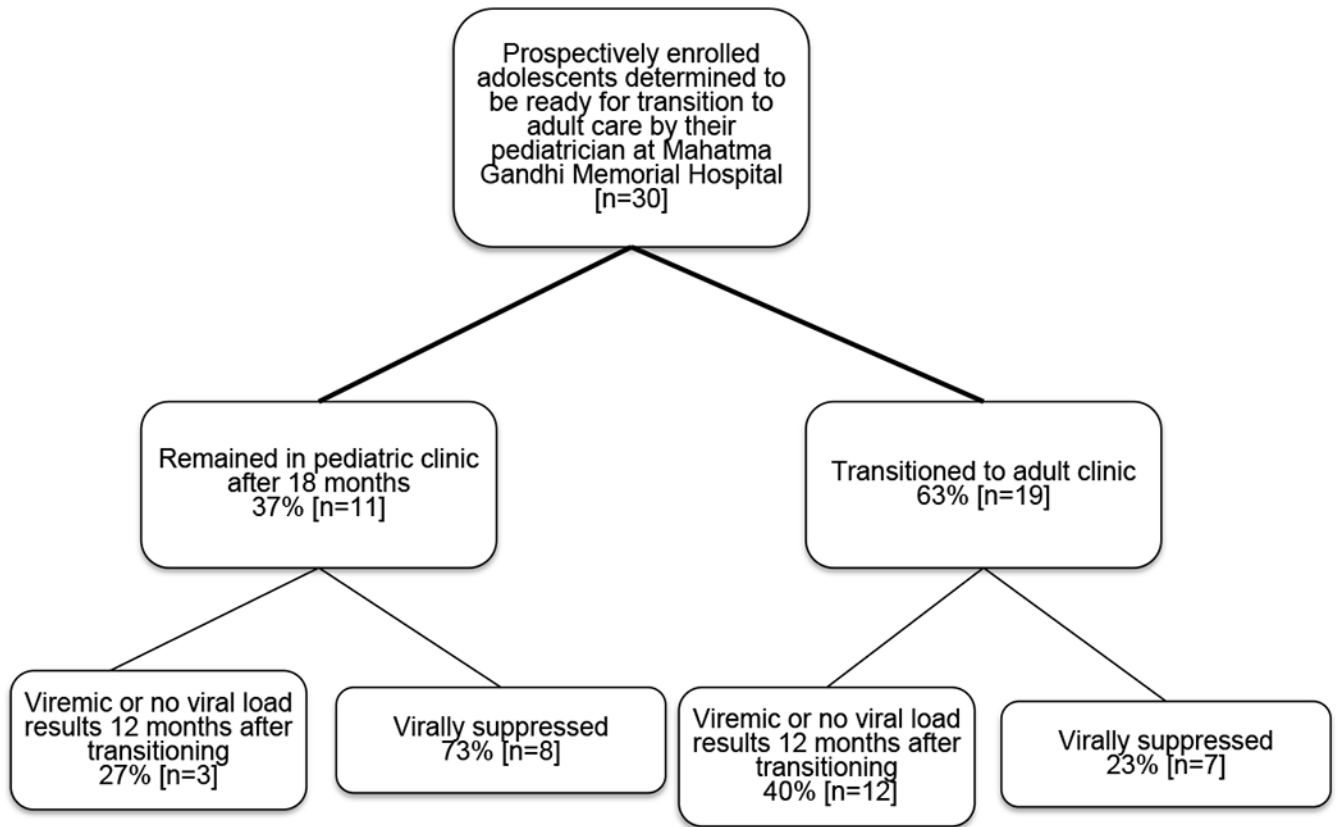 Prospectively enrolled
adolescents determined to
be ready for transition to
adult care by their
pediatrician at Mahatma
Gandhi Memorial Hospital
[n=30]
Remained in pediatric clinic
after 18 months
37% [n=11]
Transitioned to adult clinic
63% [n=19]
Viremic or no viral load
results 12 months after
transitioning
27% [n=3]
Virally suppressed
73% [n=8]
Viremic or no viral load
results 12 months after
transitioning
40% [n=12]
Virally suppressed
23% [n=7]